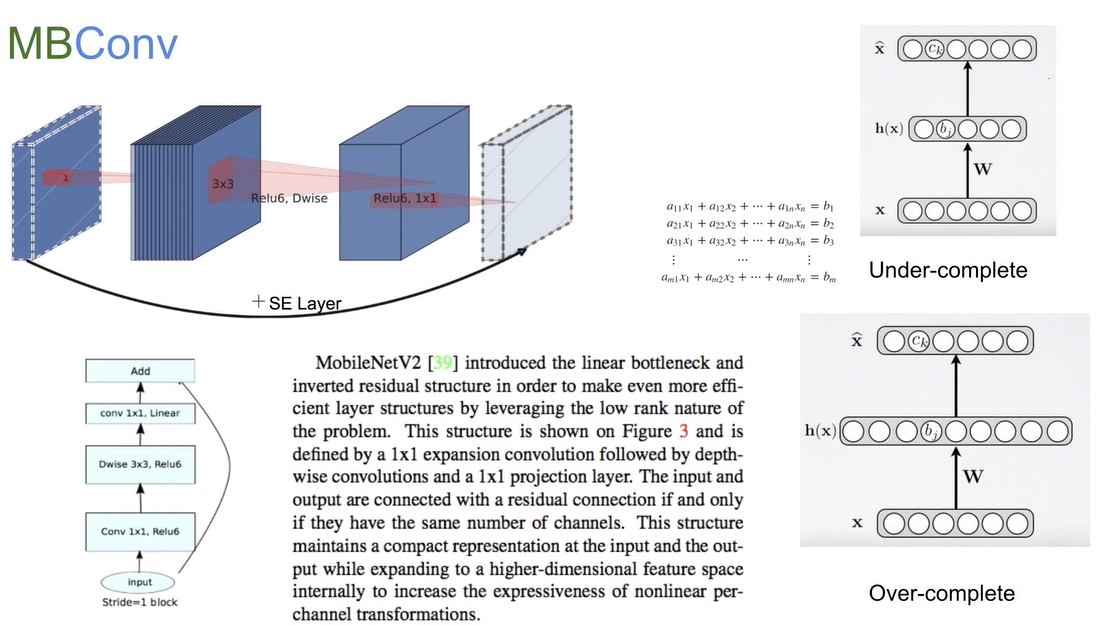 MBConv
1
3x3
Relu6, Dwise
Relu6, 1x1
+ SE Layer
a₁₁x₁ + a₁₂x₂ + ⋯ + a₁ₙxₙ = b₁
a₂₁x₁ + a₂₂x₂ + ⋯ + a₂ₙxₙ = b₂
a₃₁x₁ + a₃₂x₂ + ⋯ + a₃ₙxₙ = b₃
⋮ ⋯ ⋮
aₘ₁x₁ + aₘ₂x₂ + ⋯ + aₘₙxₙ = bₘ
x̂ cₖ
h(x) bⱼ
W
x
Under-complete
x̂ cₖ
h(x) bⱼ
W
x
Over-complete
Add
conv 1x1, Linear
Dwise 3x3, Relu6
Conv 1x1, Relu6
input
Stride=1 block
MobileNetV2 [39] introduced the linear bottleneck and
inverted residual structure in order to make even more effi-
cient layer structures by leveraging the low rank nature of
the problem. This structure is shown on Figure 3 and is
defined by a 1x1 expansion convolution followed by depth-
wise convolutions and a 1x1 projection layer. The input and
output are connected with a residual connection if and only
if they have the same number of channels. This structure
maintains a compact representation at the input and the out-
put while expanding to a higher-dimensional feature space
internally to increase the expressiveness of nonlinear per-
channel transformations.